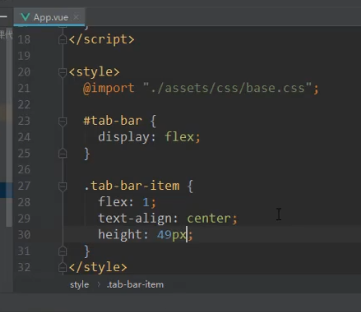 App.vue
18 </script>
19
20 <style>
21 @import "./assets/css/base.css";
22
23 #tab-bar {
24 display: flex;
25 }
26
27 .tab-bar-item {
28 flex: 1;
29 text-align: center;
30 height: 49px;
31 }
32 </style>
style .tab-bar-item